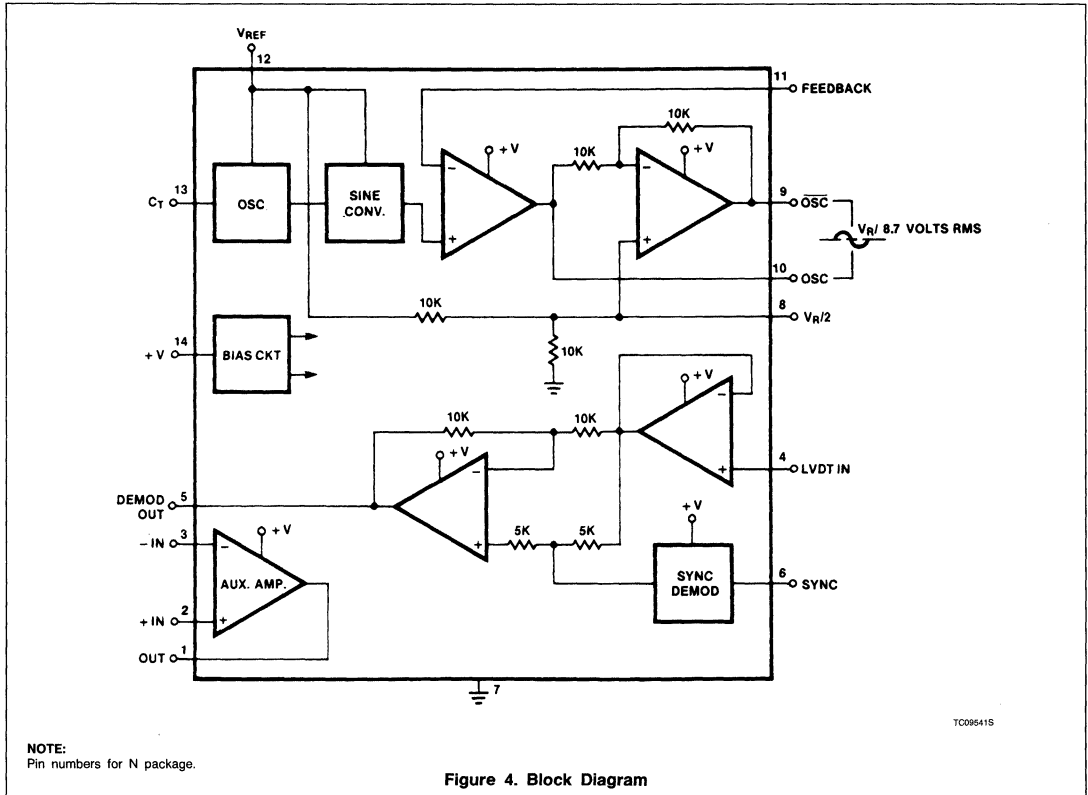 VREF
12
11
FEEDBACK
10K
10K
+V
+V
−
−
13
CT
OSC
SINE
CONV.
9
OSC
VR/ 8.7 VOLTS RMS
+
+
10
OSC
10K
8
VR/2
14
+V
BIAS CKT
10K
+V
−
10K
10K
+V
4
LVDT IN
−
+
DEMOD
OUT
5
+V
5K
5K
+
3
− IN
+V
−
SYNC
DEMOD
6
SYNC
AUX. AMP.
2
+ IN
+
1
OUT
7
TC09541S
NOTE:
Pin numbers for N package.
Figure 4. Block Diagram